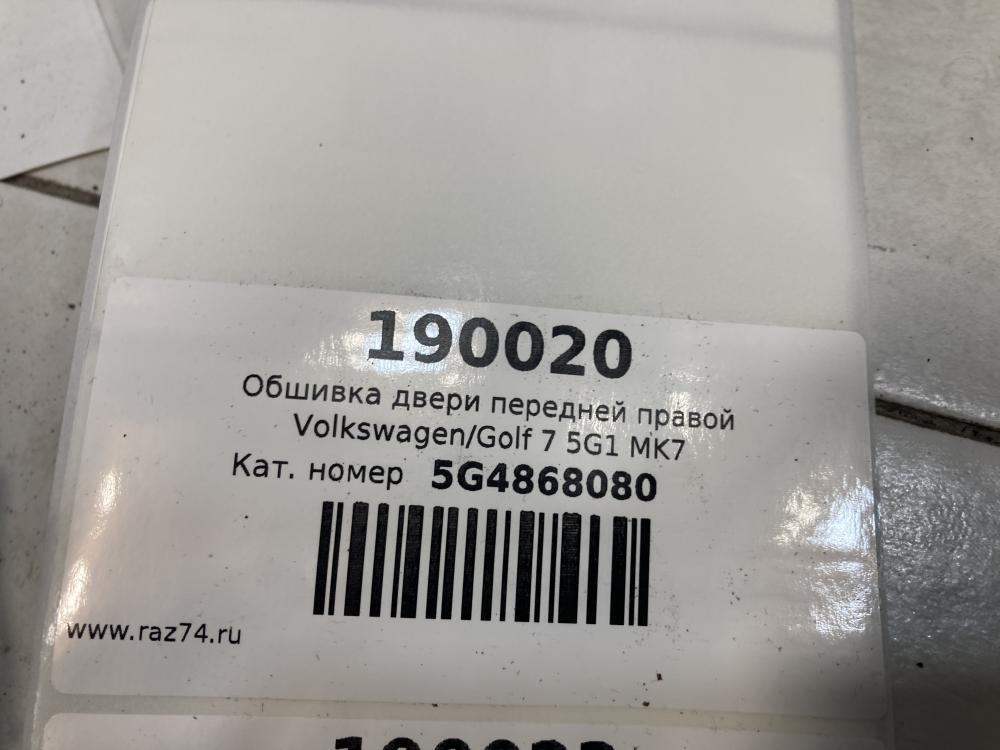 190020
Обшивка двери передней правой
Volkswagen/Golf 7 5G1 MK7
Кат. номер 5G4868080
www.raz74.ru